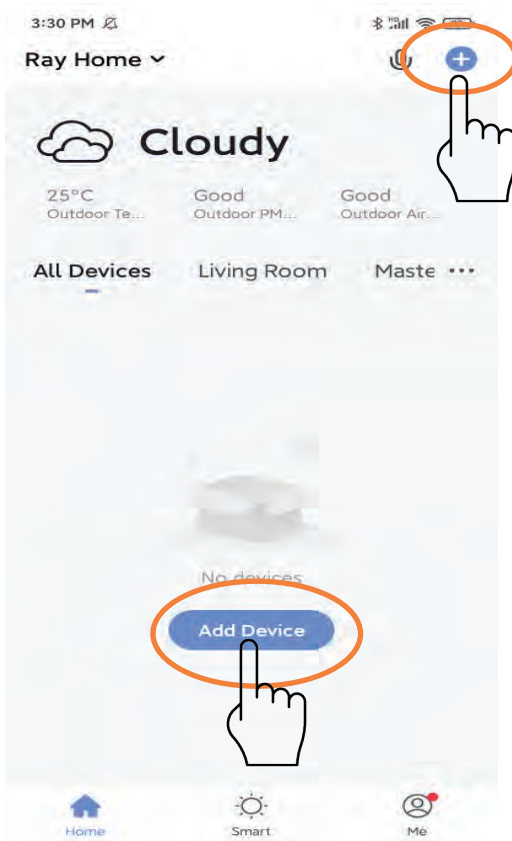 3:30 PM
Ray Home
Cloudy
25°C Good Good
Outdoor Te... Outdoor PM... Outdoor Air...
All Devices Living Room Maste ...
No devices
Add Device
Home Smart Me